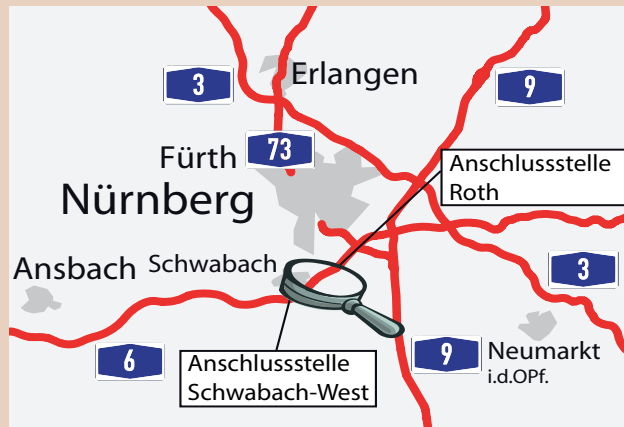 Erlangen
3
9
Fürth
73
Anschlussstelle
Roth
Nürnberg
Ansbach
Schwabach
3
6
Anschlussstelle
Schwabach-West
9
Neumarkt
i.d.OPf.